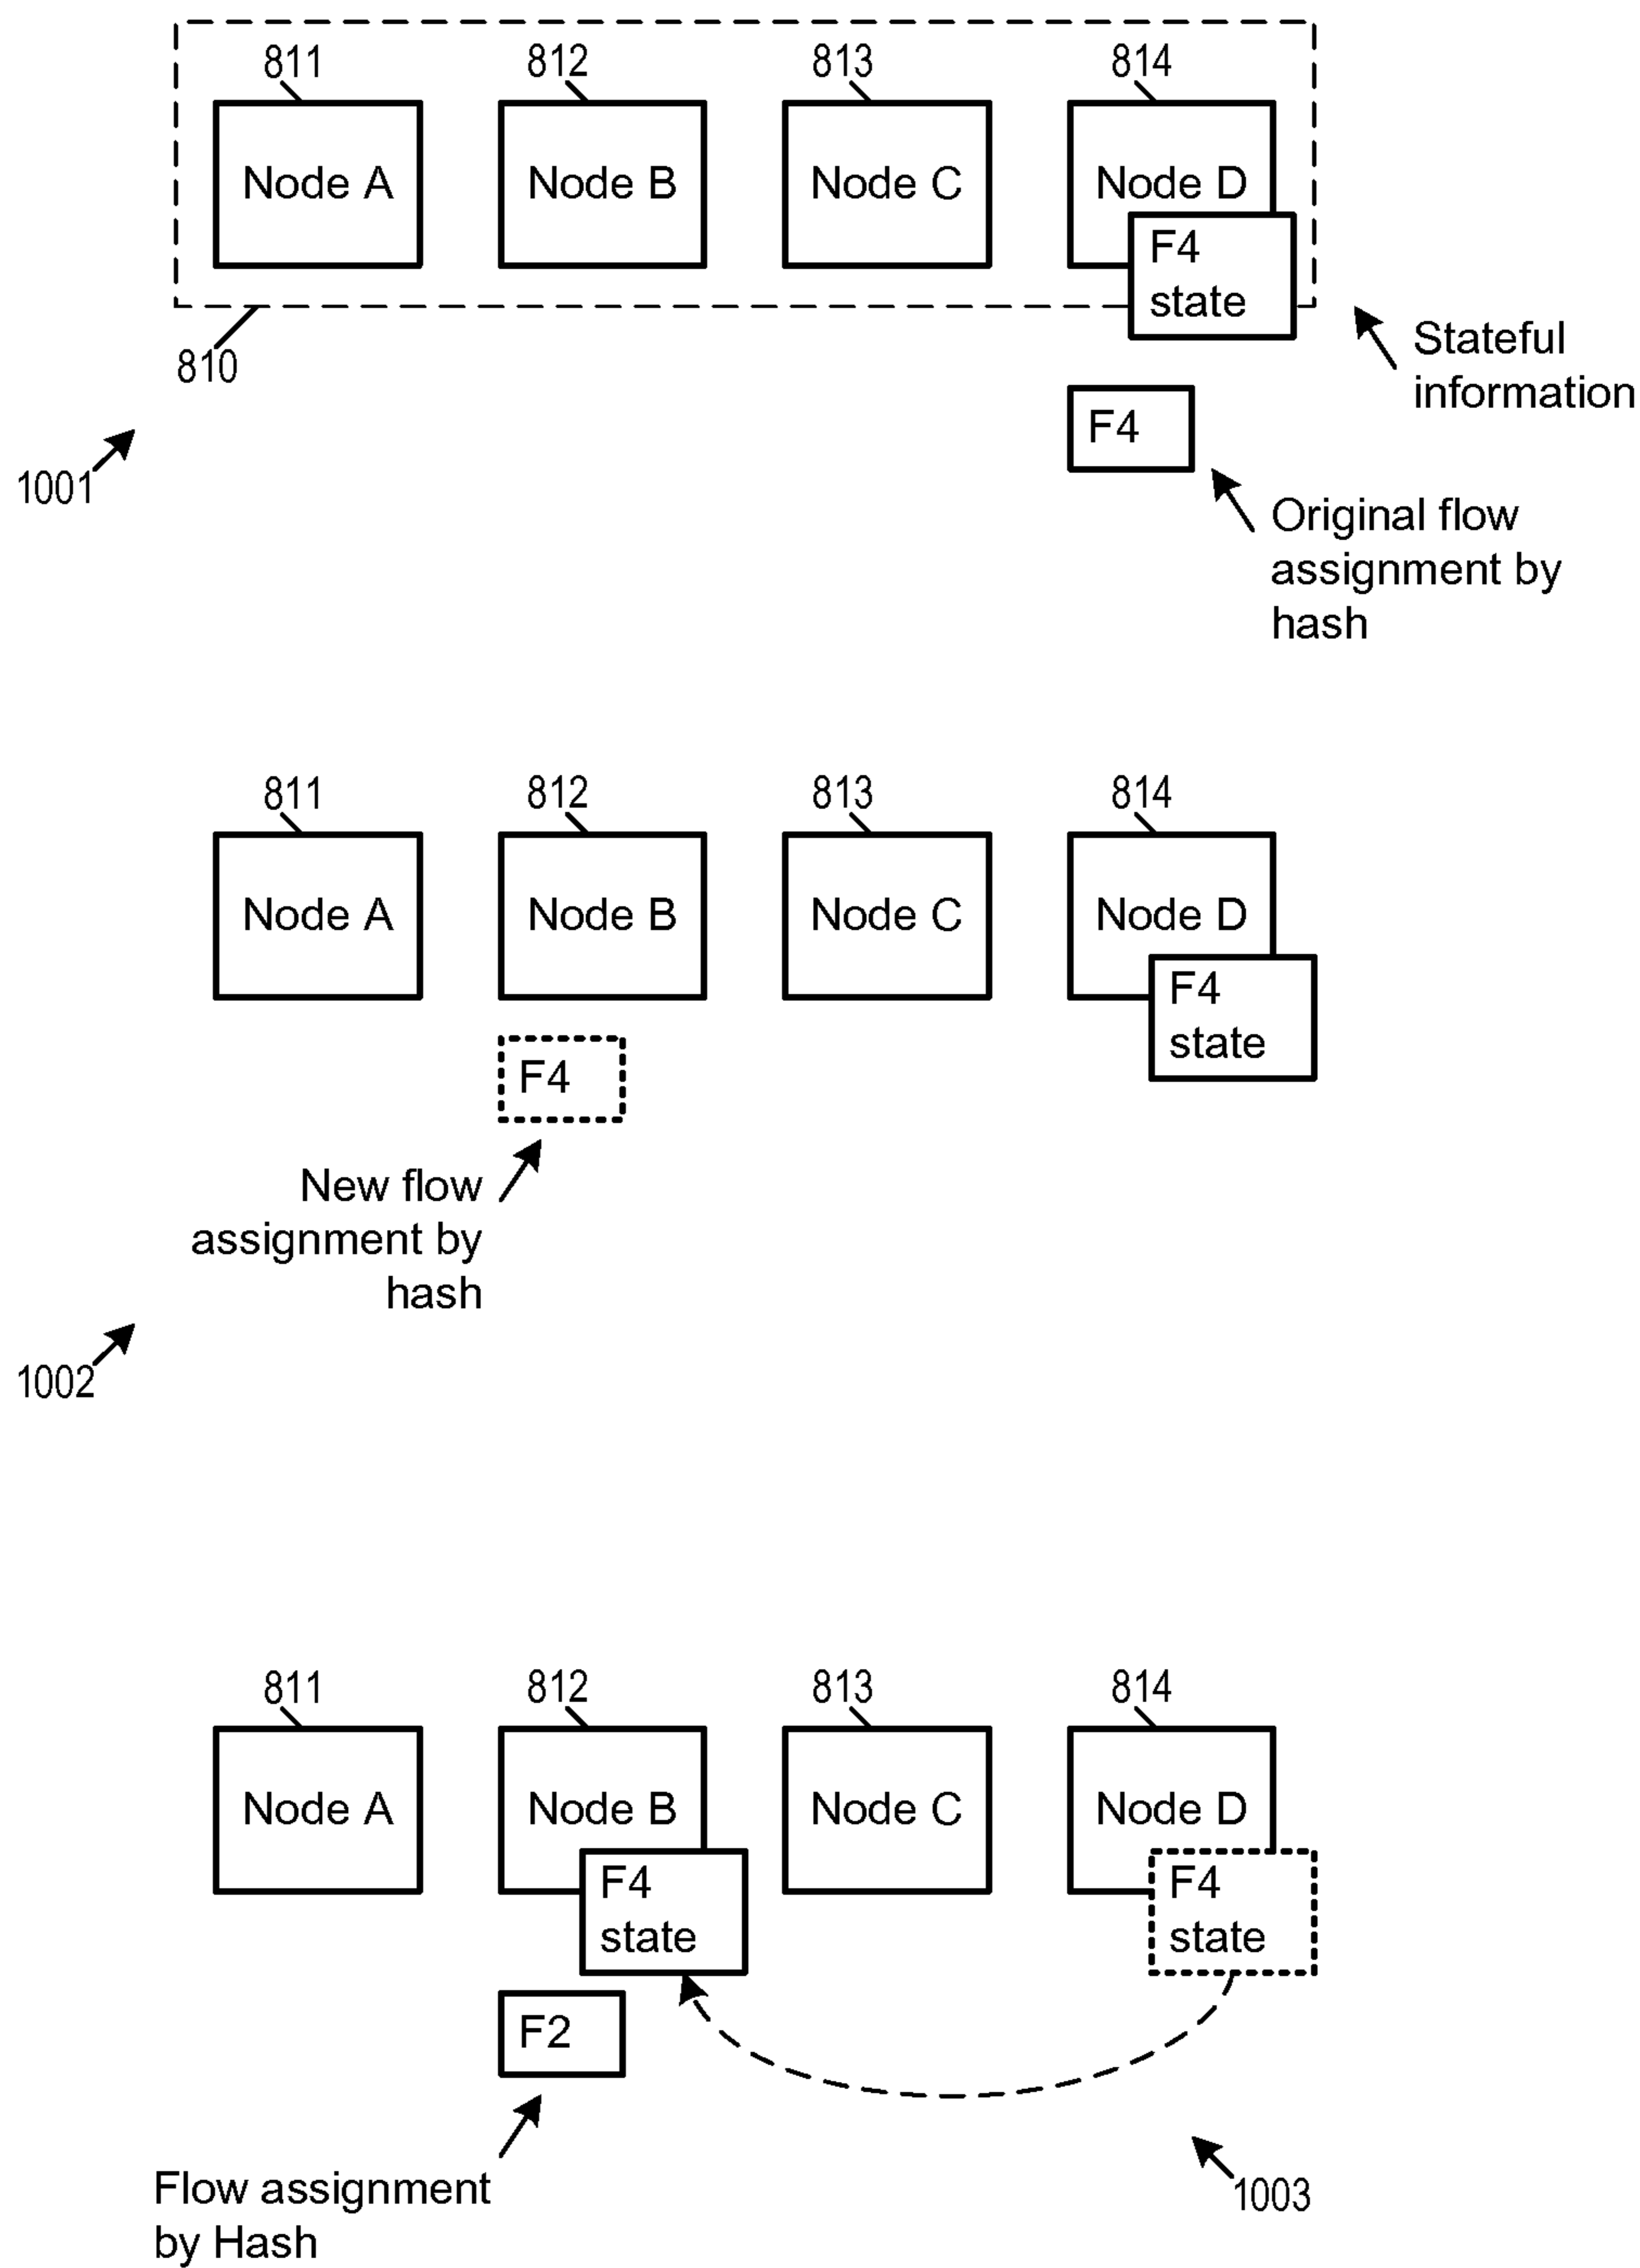 811 812 813 814
Node A Node B Node C Node D
F4
state
810
Stateful
information
F4
1001
Original flow
assignment by
hash
811 812 813 814
Node A Node B Node C Node D
F4
state
F4
New flow
assignment by
hash
1002
811 812 813 814
Node A Node B Node C Node D
F4 F4
state state
F2
Flow assignment
by Hash
1003